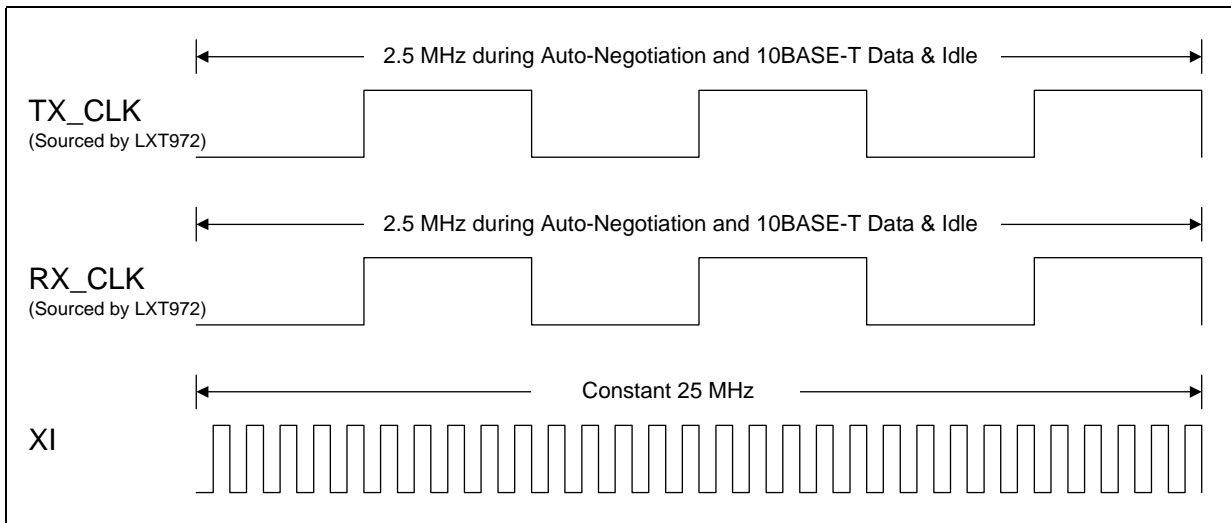 2.5 MHz during Auto-Negotiation and 10BASE-T Data & Idle
TX_CLK
(Sourced by LXT972)
2.5 MHz during Auto-Negotiation and 10BASE-T Data & Idle
RX_CLK
(Sourced by LXT972)
Constant 25 MHz
XI